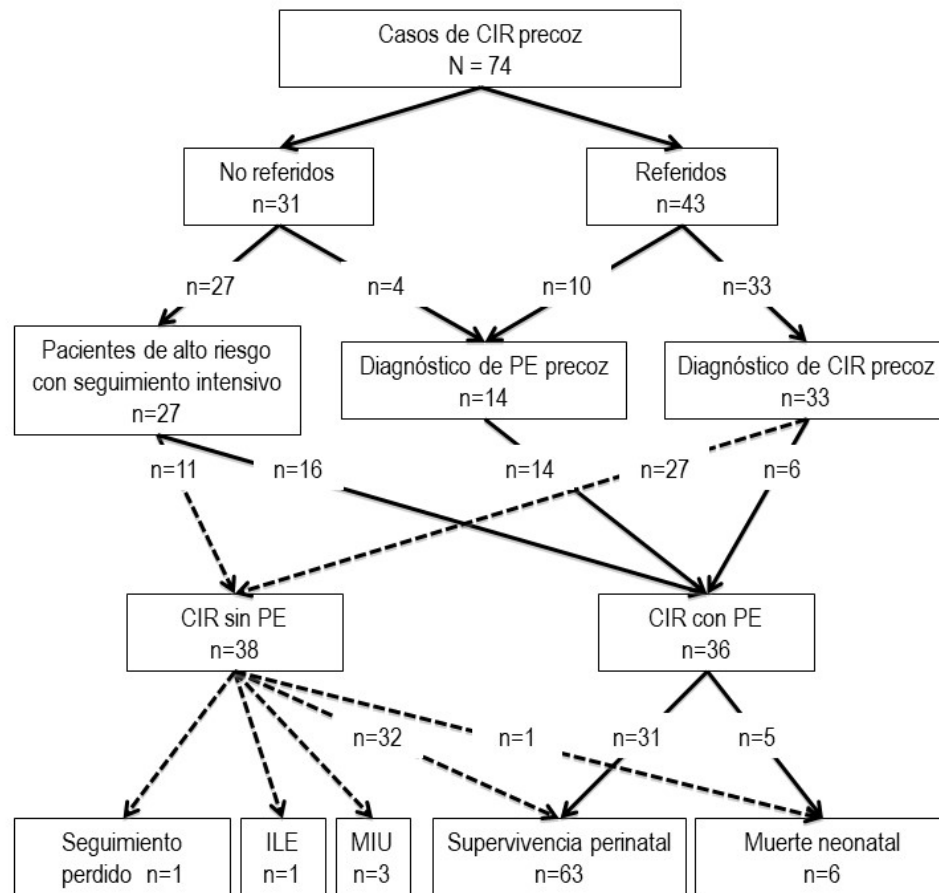 Casos de CIR precoz
N = 74
No referidos
n=31
Referidos
n=43
n=27
n=4
n=10
n=33
Pacientes de alto riesgo
con seguimiento intensivo
n=27
Diagnóstico de PE precoz
n=14
Diagnóstico de CIR precoz
n=33
n=11
n=16
n=14
n=27
n=6
CIR sin PE
n=38
CIR con PE
n=36
n=32
n=1
n=31
n=5
Seguimiento
perdido n=1
ILE
n=1
MIU
n=3
Supervivencia perinatal
n=63
Muerte neonatal
n=6